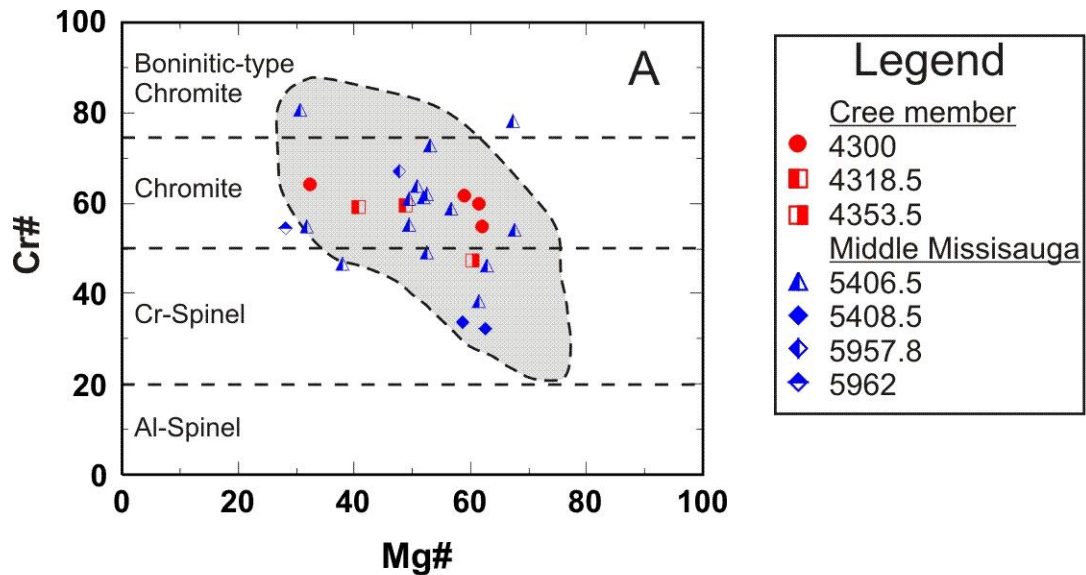 100
80
60
40
20
0
Cr#
Boninitic-type
Chromite
Chromite
Cr-Spinel
Al-Spinel
A
0 20 40 60 80 100
Mg#
Legend
Cree member
4300
4318.5
4353.5
Middle Missisauga
5406.5
5408.5
5957.8
5962